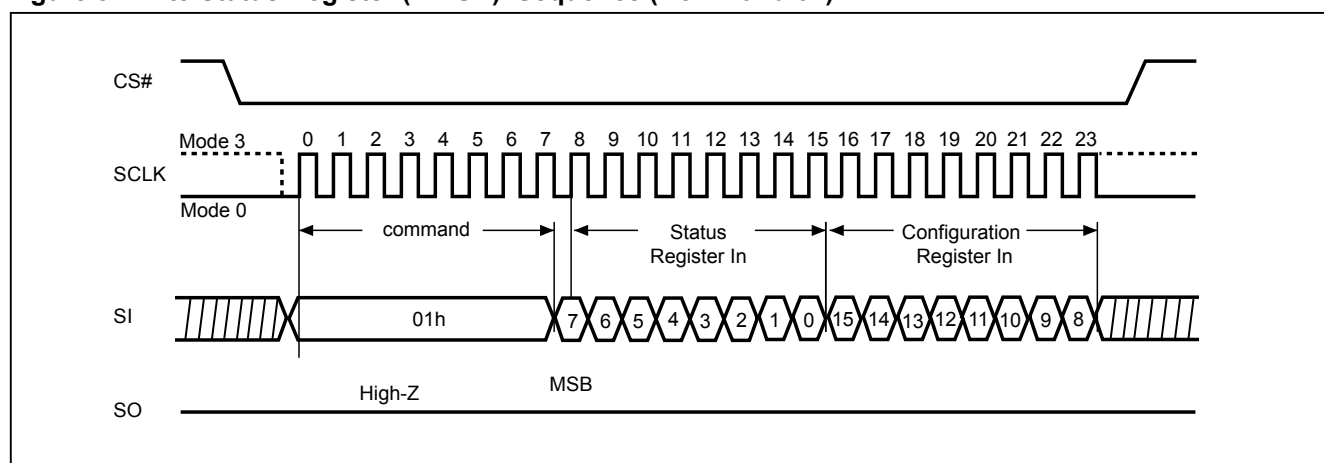 CS#
Mode 3
0 1 2 3 4 5 6 7 8 9 10 11 12 13 14 15 16 17 18 19 20 21 22 23
SCLK
Mode 0
command
Status
Register In
Configuration
Register In
SI
01h
7 6 5 4 3 2 1 0 15 14 13 12 11 10 9 8
MSB
High-Z
SO